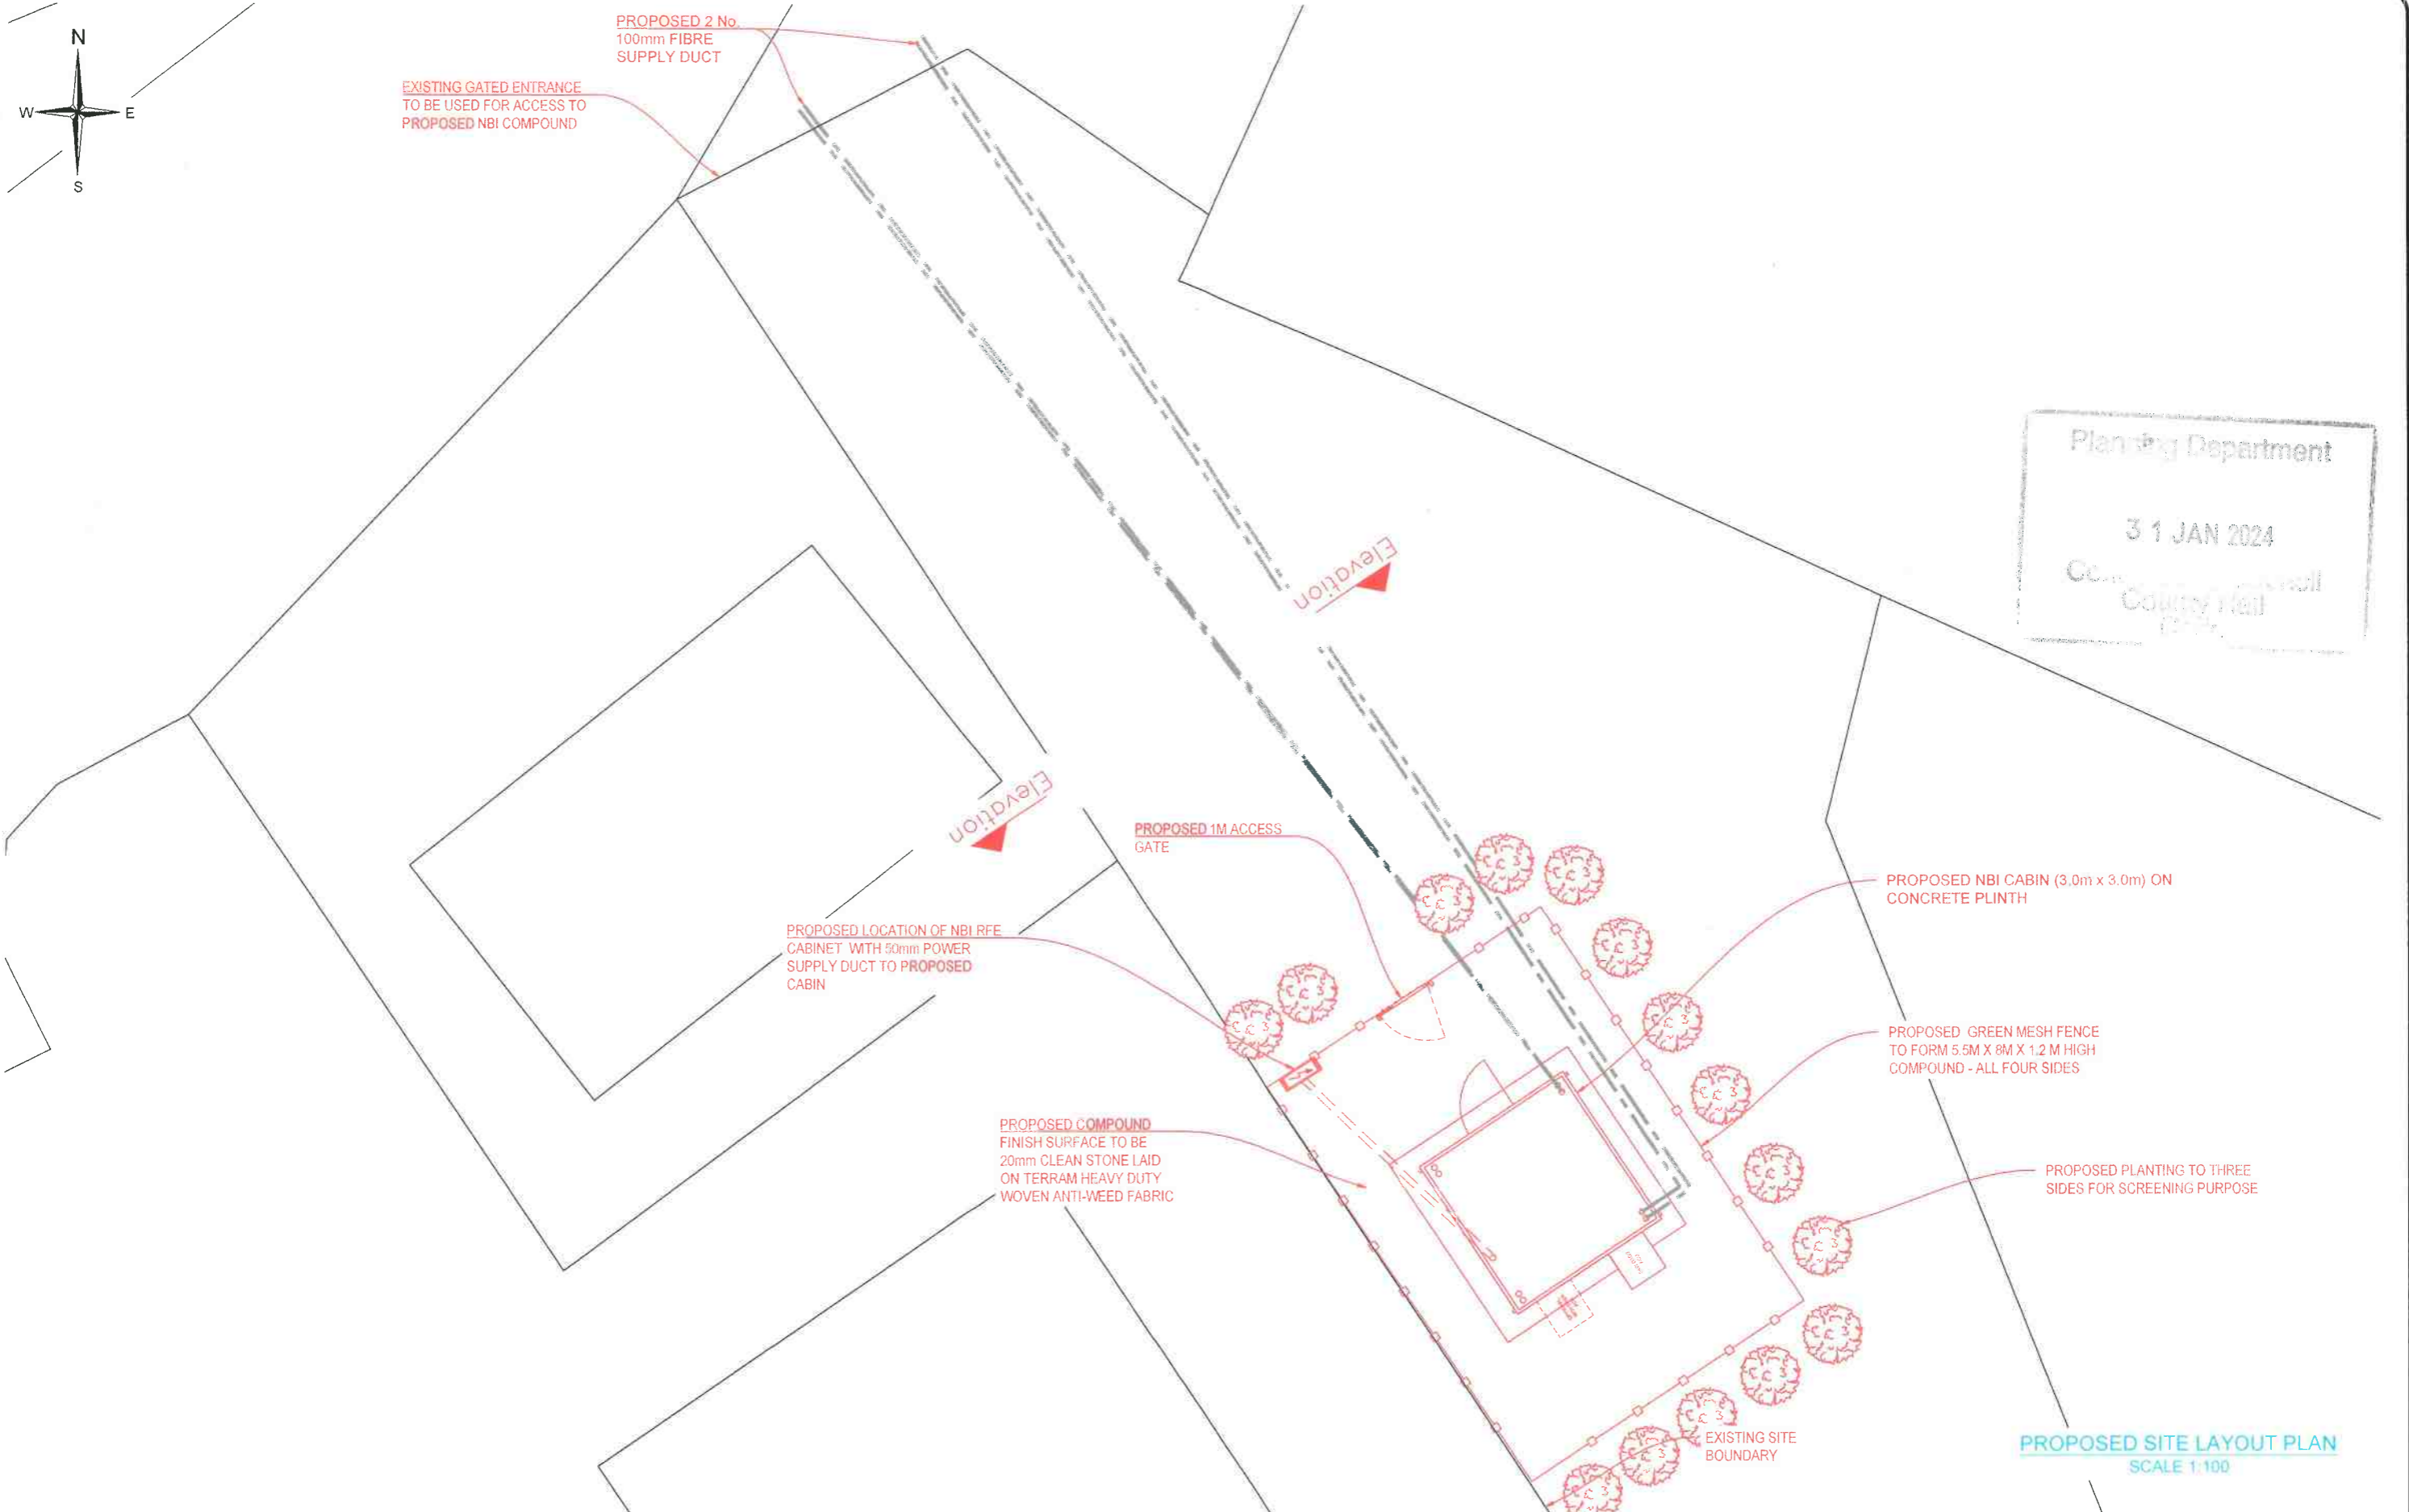 N
W
E
S
PROPOSED 2 No.
100mm FIBRE
SUPPLY DUCT
EXISTING GATED ENTRANCE
TO BE USED FOR ACCESS TO
PROPOSED NBI COMPOUND
Planning Department
31 JAN 2024
County Hall
Elevation
Elevation
PROPOSED 1M ACCESS
GATE
PROPOSED NBI CABIN (3.0m x 3.0m) ON
CONCRETE PLINTH
PROPOSED LOCATION OF NBI RFE
CABINET WITH 50mm POWER
SUPPLY DUCT TO PROPOSED
CABIN
PROPOSED GREEN MESH FENCE
TO FORM 5.5M X 8M X 1.2 M HIGH
COMPOUND - ALL FOUR SIDES
PROPOSED COMPOUND
FINISH SURFACE TO BE
20mm CLEAN STONE LAID
ON TERRAM HEAVY DUTY
WOVEN ANTI-WEED FABRIC
PROPOSED PLANTING TO THREE
SIDES FOR SCREENING PURPOSE
EXISTING SITE
BOUNDARY
PROPOSED SITE LAYOUT PLAN
SCALE 1:100